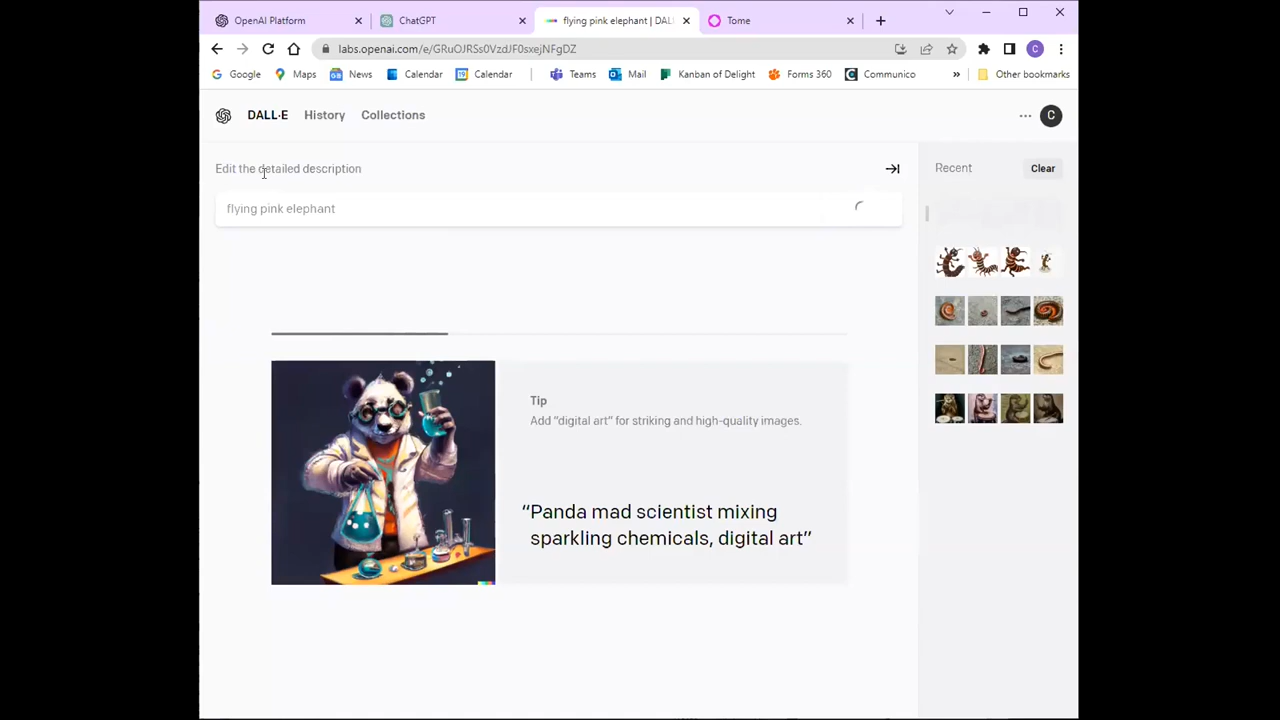 OpenAI Platform
ChatGPT
flying pink elephant | DAL
Tome
labs.openai.com/e/GRuOJRSs0VzdJF0sxejNFgDZ
C
Google
Maps
News
Calendar
Calendar
Teams
Mail
Kanban of Delight
Forms 360
Communico
»
Other bookmarks
DALL·E
History
Collections
C
Edit the detailed description
Recent
Clear
flying pink elephant
Tip
Add "digital art" for striking and high-quality images.
“Panda mad scientist mixing
sparkling chemicals, digital art”